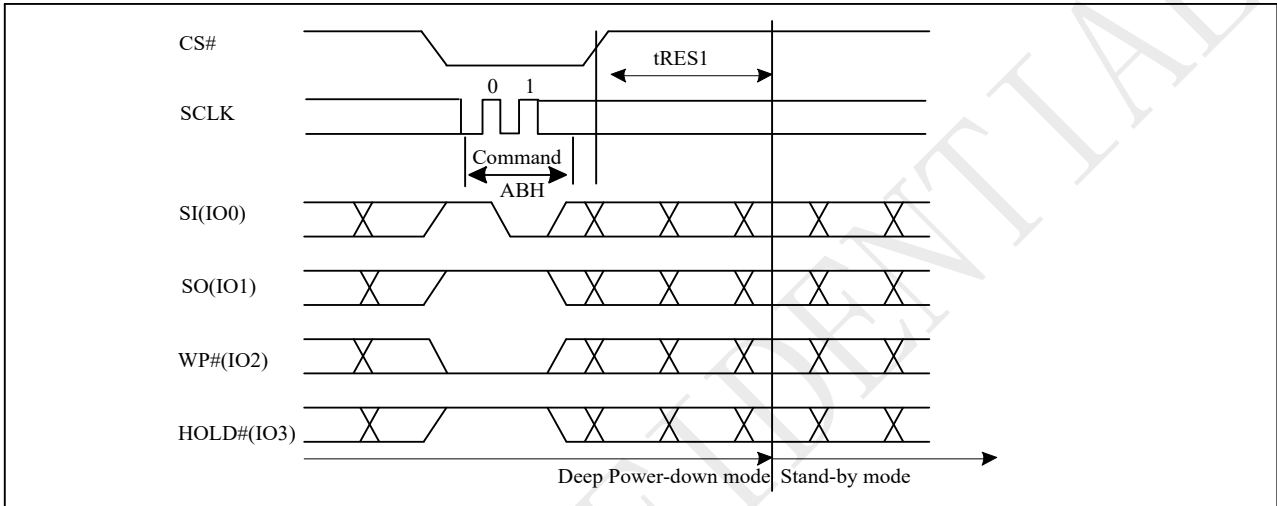 CS#
tRES1
0 1
SCLK
Command
ABH
SI(IO0)
SO(IO1)
WP#(IO2)
HOLD#(IO3)
Deep Power-down mode Stand-by mode